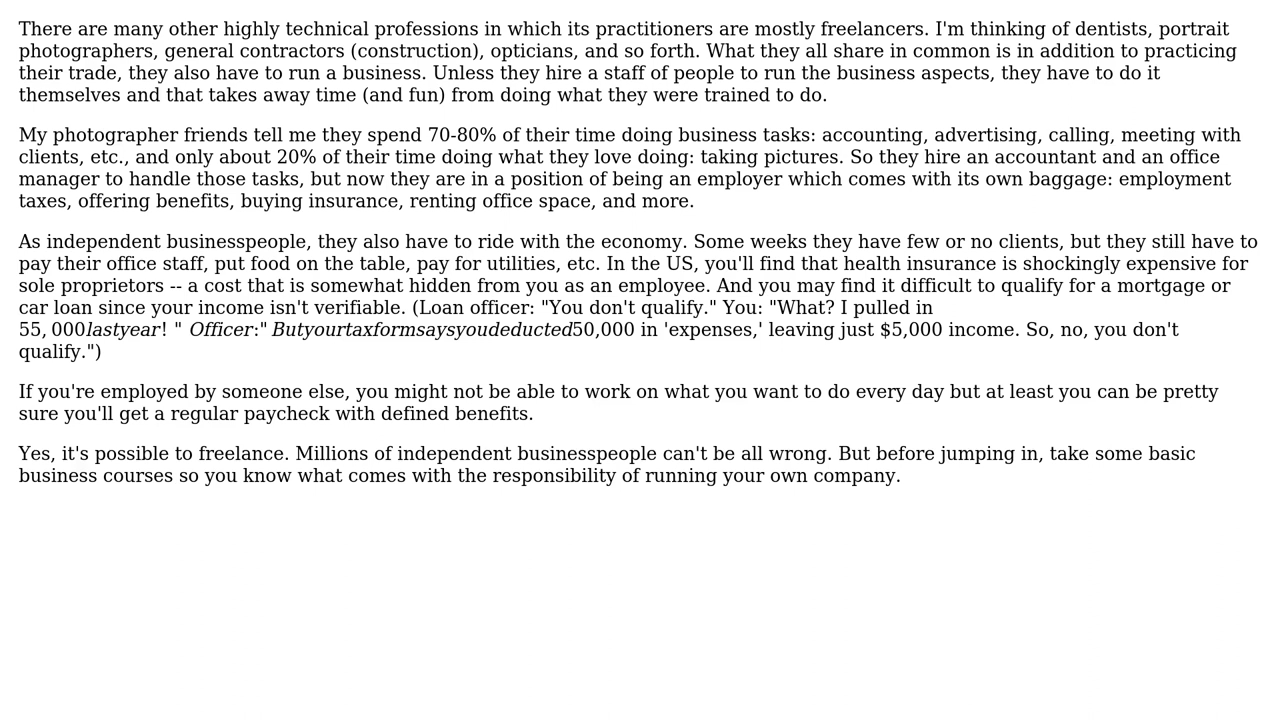 There are many other highly technical professions in which its practitioners are mostly freelancers. I'm thinking of dentists, portrait
photographers, general contractors (construction), opticians, and so forth. What they all share in common is in addition to practicing
their trade, they also have to run a business. Unless they hire a staff of people to run the business aspects, they have to do it
themselves and that takes away time (and fun) from doing what they were trained to do.
My photographer friends tell me they spend 70-80% of their time doing business tasks: accounting, advertising, calling, meeting with
clients, etc., and only about 20% of their time doing what they love doing: taking pictures. So they hire an accountant and an office
manager to handle those tasks, but now they are in a position of being an employer which comes with its own baggage: employment
taxes, offering benefits, buying insurance, renting office space, and more.
As independent businesspeople, they also have to ride with the economy. Some weeks they have few or no clients, but they still have to
pay their office staff, put food on the table, pay for utilities, etc. In the US, you'll find that health insurance is shockingly expensive for
sole proprietors -- a cost that is somewhat hidden from you as an employee. And you may find it difficult to qualify for a mortgage or
car loan since your income isn't verifiable. (Loan officer: "You don't qualify." You: "What? I pulled in
55,000lastyear!" Officer:"Butyourtaxformsaysyoudeducted50,000 in 'expenses,' leaving just $5,000 income. So, no, you don't
qualify.")
If you're employed by someone else, you might not be able to work on what you want to do every day but at least you can be pretty
sure you'll get a regular paycheck with defined benefits.
Yes, it's possible to freelance. Millions of independent businesspeople can't be all wrong. But before jumping in, take some basic
business courses so you know what comes with the responsibility of running your own company.